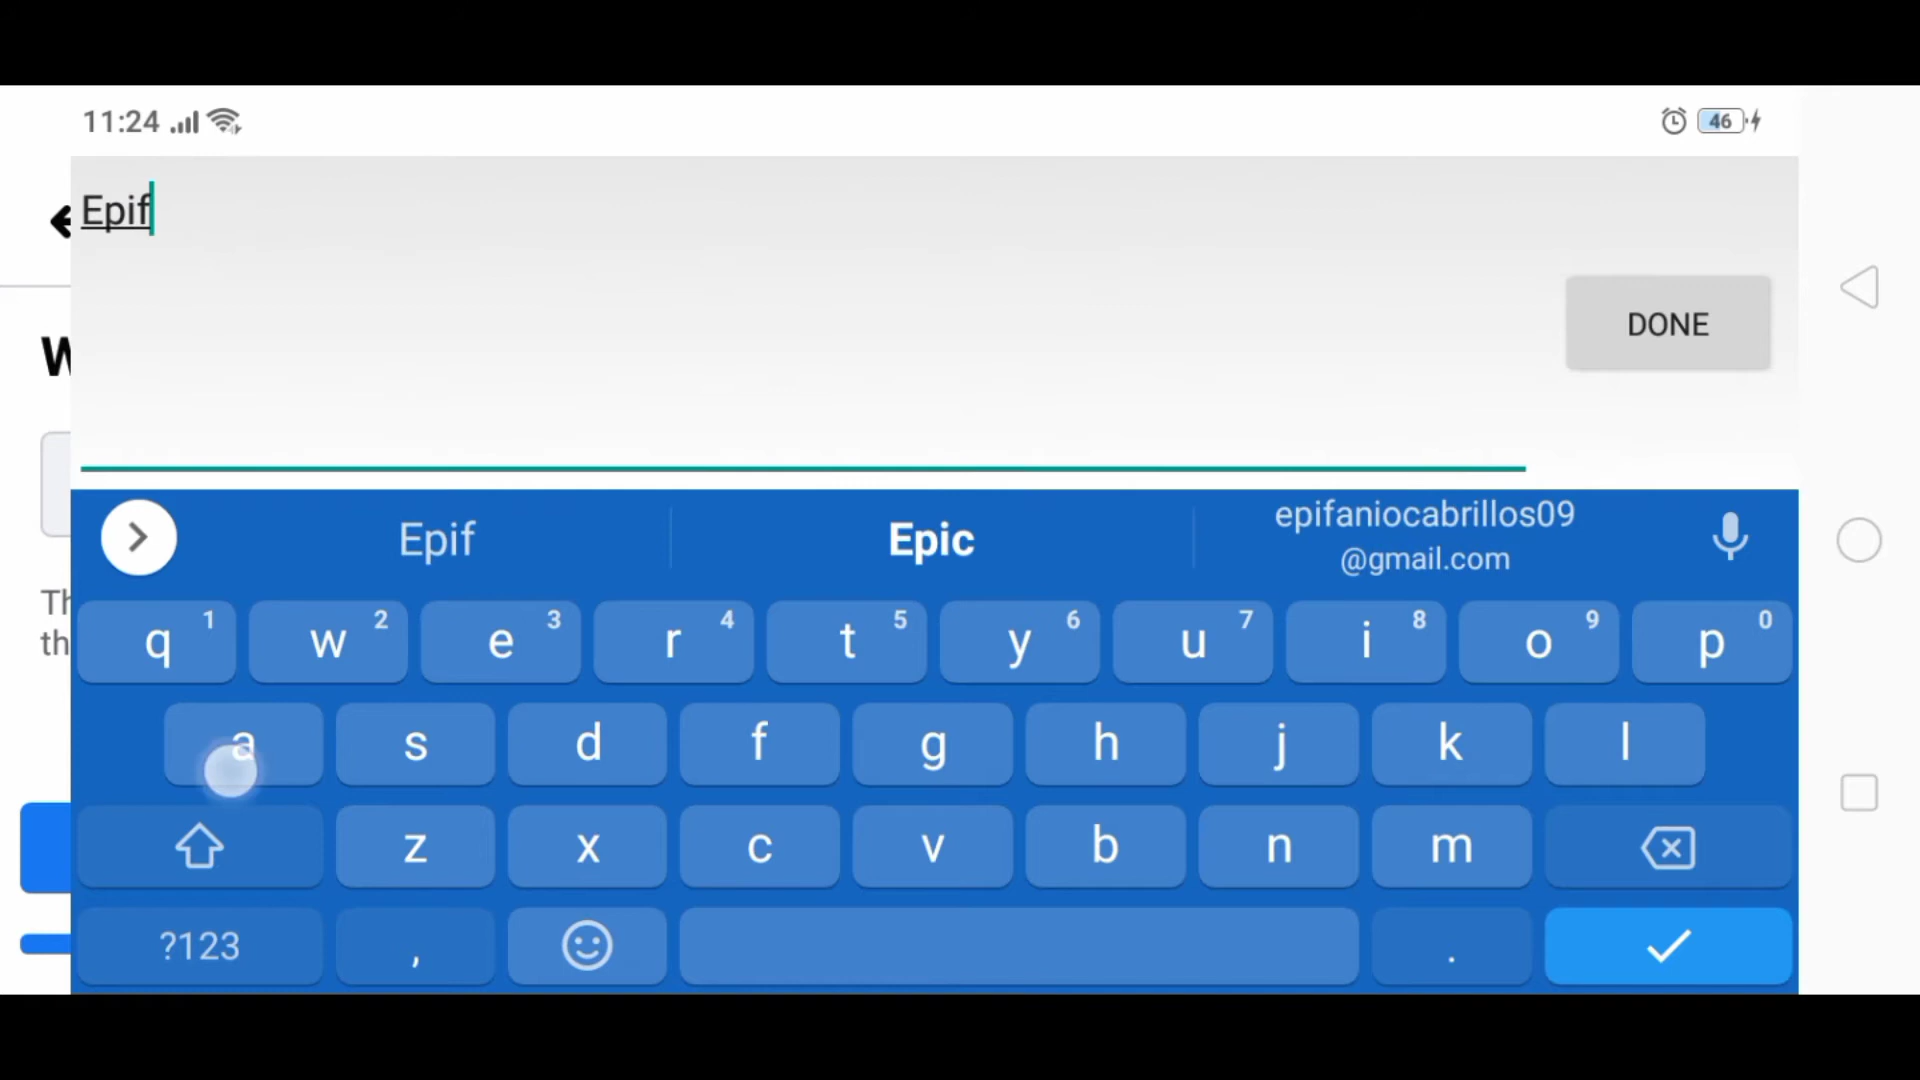 11:24
46
Epif
W
DONE
Epif
Epic
epifaniocabrillos09
@gmail.com
Th
th
q 1 w 2 e 3 r 4 t 5 y 6 u 7 i 8 o 9 p 0
a s d f g h j k l
z x c v b n m
?123 , .